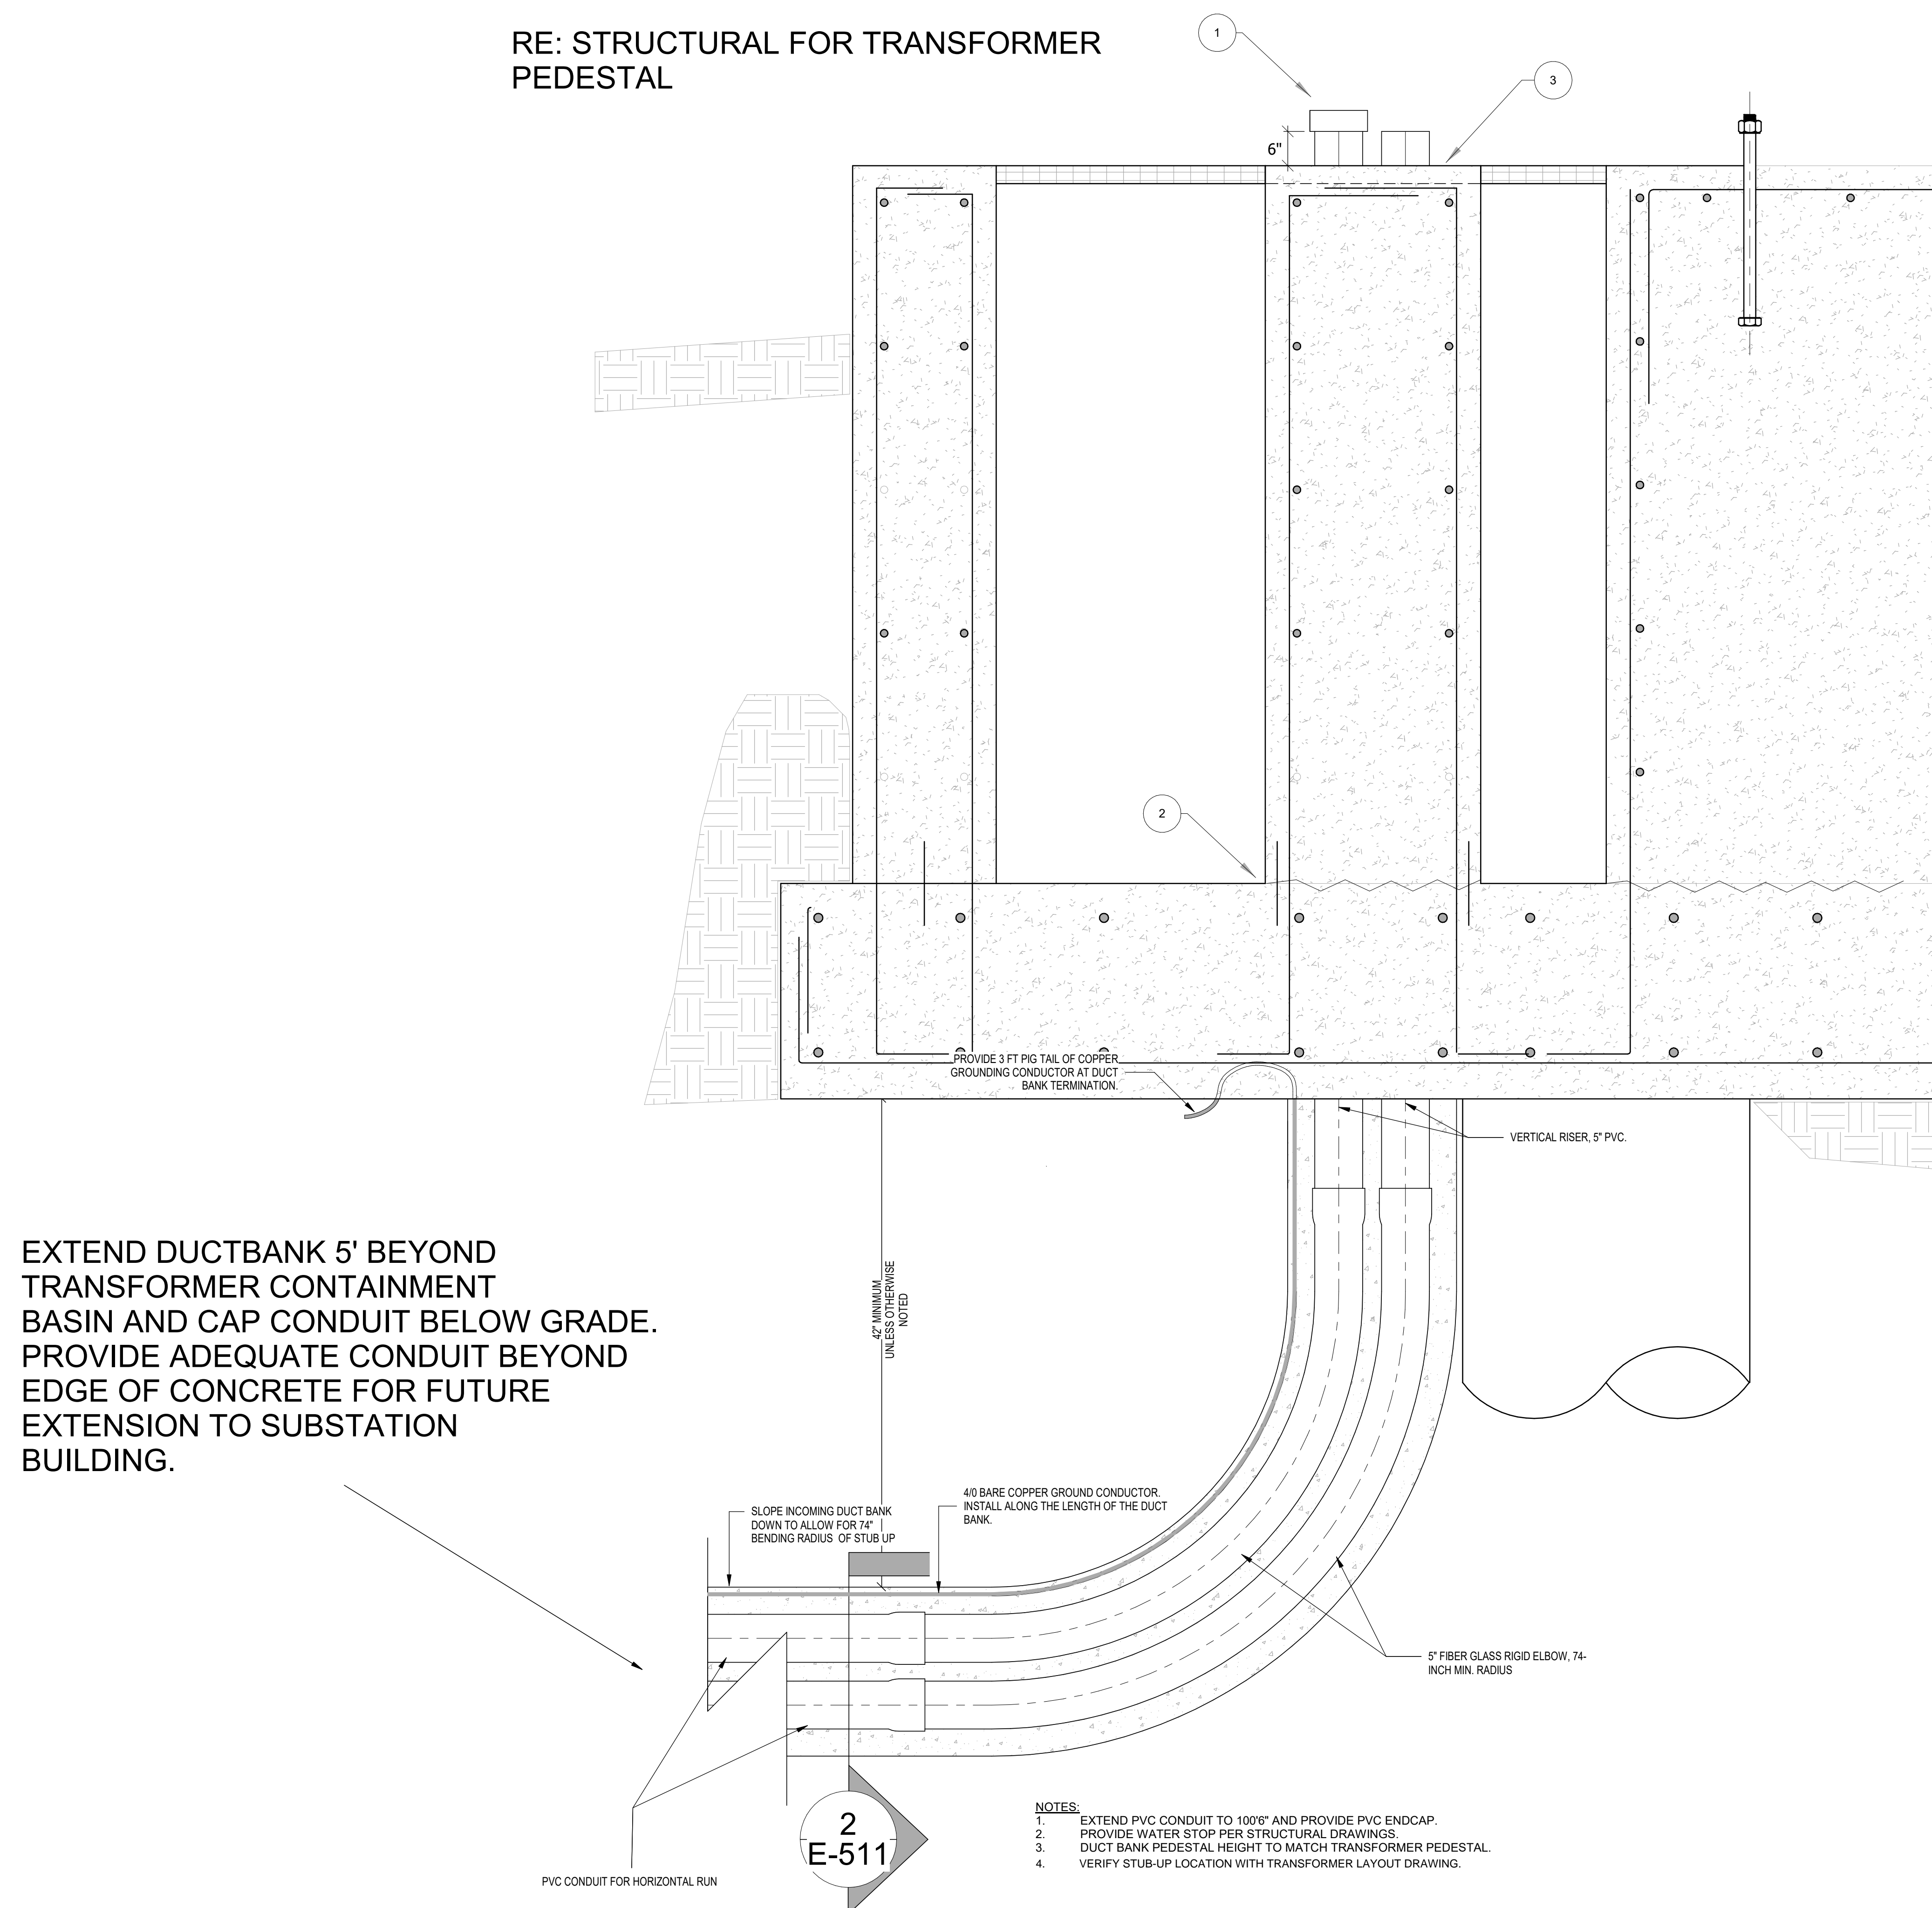 RE: STRUCTURAL FOR TRANSFORMER
PEDESTAL
1
3
6"
2
PROVIDE 3 FT PIG TAIL OF COPPER
GROUNDING CONDUCTOR AT DUCT
BANK TERMINATION.
VERTICAL RISER, 5" PVC.
EXTEND DUCTBANK 5' BEYOND
TRANSFORMER CONTAINMENT
BASIN AND CAP CONDUIT BELOW GRADE.
PROVIDE ADEQUATE CONDUIT BEYOND
EDGE OF CONCRETE FOR FUTURE
EXTENSION TO SUBSTATION
BUILDING.
42" MINIMUM
UNLESS OTHERWISE
NOTED
SLOPE INCOMING DUCT BANK
DOWN TO ALLOW FOR 74"
BENDING RADIUS OF STUB UP
4/0 BARE COPPER GROUND CONDUCTOR.
INSTALL ALONG THE LENGTH OF THE DUCT
BANK.
5" FIBER GLASS RIGID ELBOW, 74-
INCH MIN. RADIUS
PVC CONDUIT FOR HORIZONTAL RUN
2
E-511
NOTES:
1. EXTEND PVC CONDUIT TO 100'6" AND PROVIDE PVC ENDCAP.
2. PROVIDE WATER STOP PER STRUCTURAL DRAWINGS.
3. DUCT BANK PEDESTAL HEIGHT TO MATCH TRANSFORMER PEDESTAL.
4. VERIFY STUB-UP LOCATION WITH TRANSFORMER LAYOUT DRAWING.